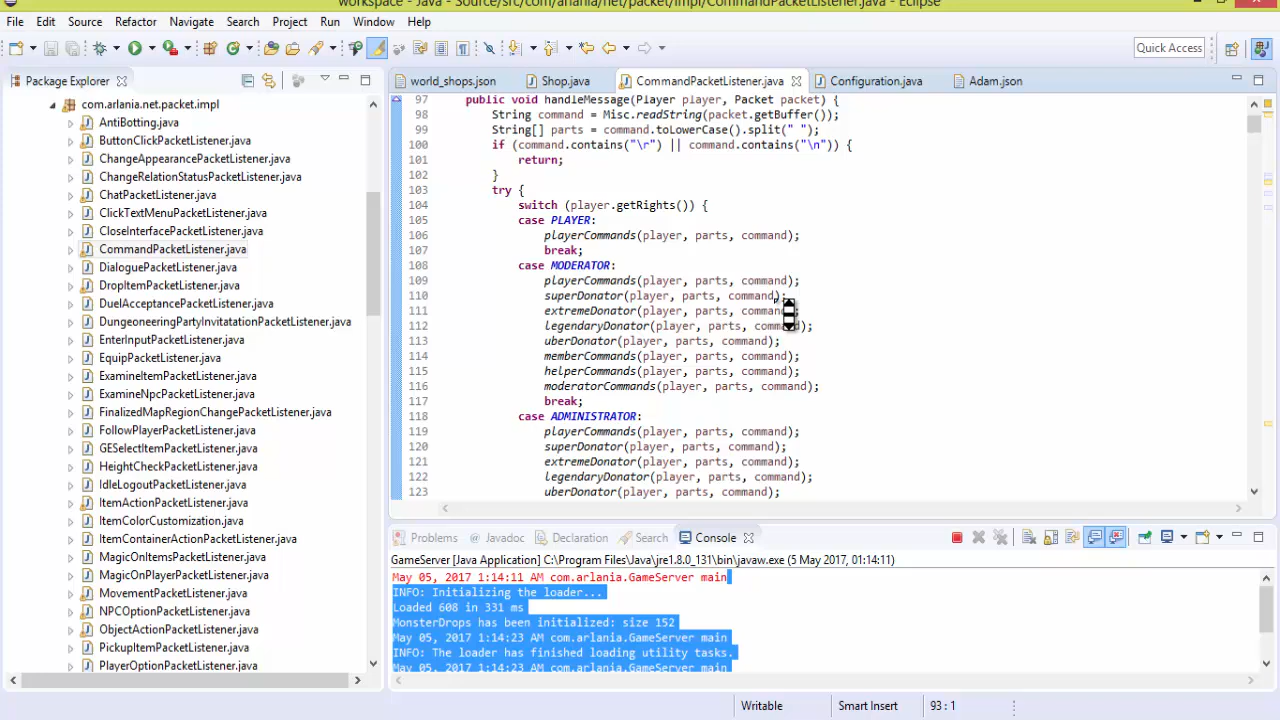 workspace - Java - Source/src/com/arlania/net/packet/impl/CommandPacketListener.java - Eclipse
File Edit Source Refactor Navigate Search Project Run Window Help
Quick Access
Package Explorer
world_shops.json Shop.java CommandPacketListener.java Configuration.java Adam.json
com.arlania.net.packet.impl
AntiBotting.java
ButtonClickPacketListener.java
ChangeAppearancePacketListener.java
ChangeRelationStatusPacketListener.java
ChatPacketListener.java
ClickTextMenuPacketListener.java
CloseInterfacePacketListener.java
CommandPacketListener.java
DialoguePacketListener.java
DropItemPacketListener.java
DuelAcceptancePacketListener.java
DungeoneeringPartyInvitatationPacketListener.java
EnterInputPacketListener.java
EquipPacketListener.java
ExamineItemPacketListener.java
ExamineNpcPacketListener.java
FinalizedMapRegionChangePacketListener.java
FollowPlayerPacketListener.java
GESelectItemPacketListener.java
HeightCheckPacketListener.java
IdleLogoutPacketListener.java
ItemActionPacketListener.java
ItemColorCustomization.java
ItemContainerActionPacketListener.java
MagicOnItemsPacketListener.java
MagicOnPlayerPacketListener.java
MovementPacketListener.java
NPCOptionPacketListener.java
ObjectActionPacketListener.java
PickupItemPacketListener.java
PlayerOptionPacketListener.java
97 public void handleMessage(Player player, Packet packet) {
98 String command = Misc.readString(packet.getBuffer());
99 String[] parts = command.toLowerCase().split(" ");
100 if (command.contains("\r") || command.contains("\n")) {
101 return;
102 }
103 try {
104 switch (player.getRights()) {
105 case PLAYER:
106 playerCommands(player, parts, command);
107 break;
108 case MODERATOR:
109 playerCommands(player, parts, command);
110 superDonator(player, parts, command);
111 extremeDonator(player, parts, command);
112 legendaryDonator(player, parts, command);
113 uberDonator(player, parts, command);
114 memberCommands(player, parts, command);
115 helperCommands(player, parts, command);
116 moderatorCommands(player, parts, command);
117 break;
118 case ADMINISTRATOR:
119 playerCommands(player, parts, command);
120 superDonator(player, parts, command);
121 extremeDonator(player, parts, command);
122 legendaryDonator(player, parts, command);
123 uberDonator(player, parts, command);
Problems Javadoc Declaration Search Console
GameServer [Java Application] C:\Program Files\Java\jre1.8.0_131\bin\javaw.exe (5 May 2017, 01:14:11)
May 05, 2017 1:14:11 AM com.arlania.GameServer main
INFO: Initializing the loader...
Loaded 608 in 331 ms
MonsterDrops has been initialized: size 152
May 05, 2017 1:14:23 AM com.arlania.GameServer main
INFO: The loader has finished loading utility tasks.
May 05, 2017 1:14:23 AM com.arlania.GameServer main
Writable Smart Insert 93 : 1